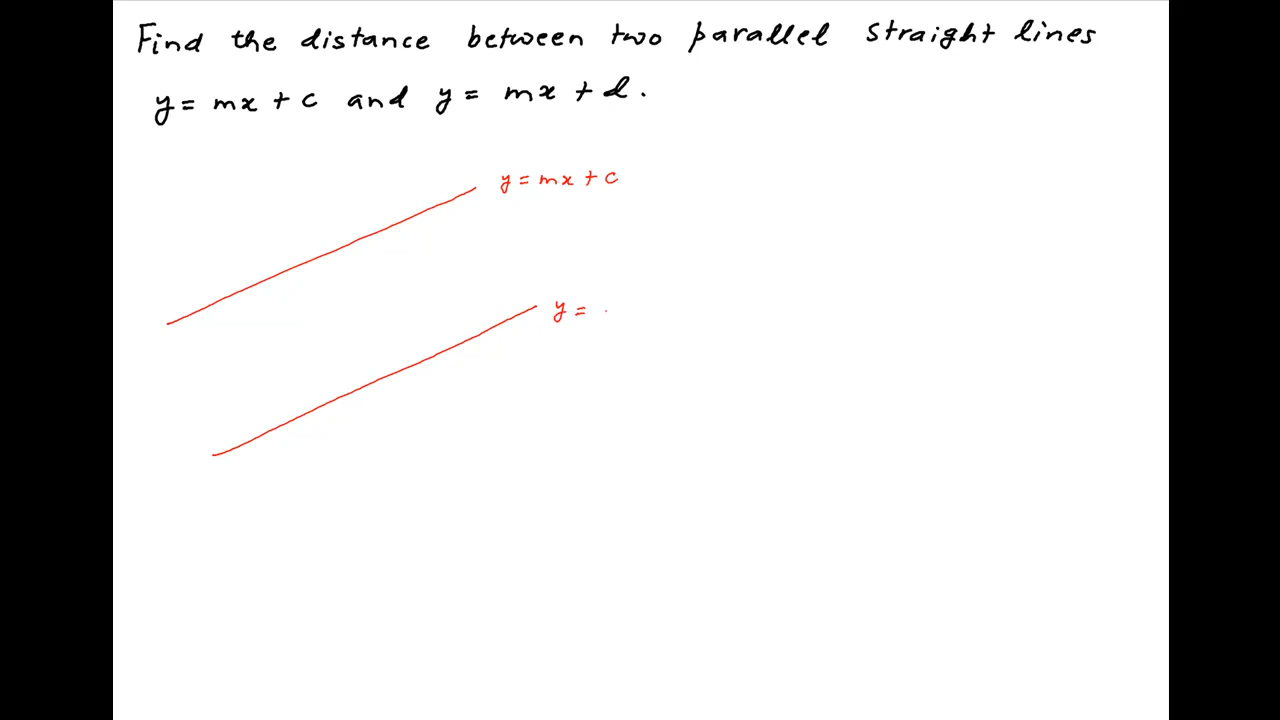 Find the distance between two parallel straight lines
y = mx + c and y = mx + d.
y = mx + c
y =